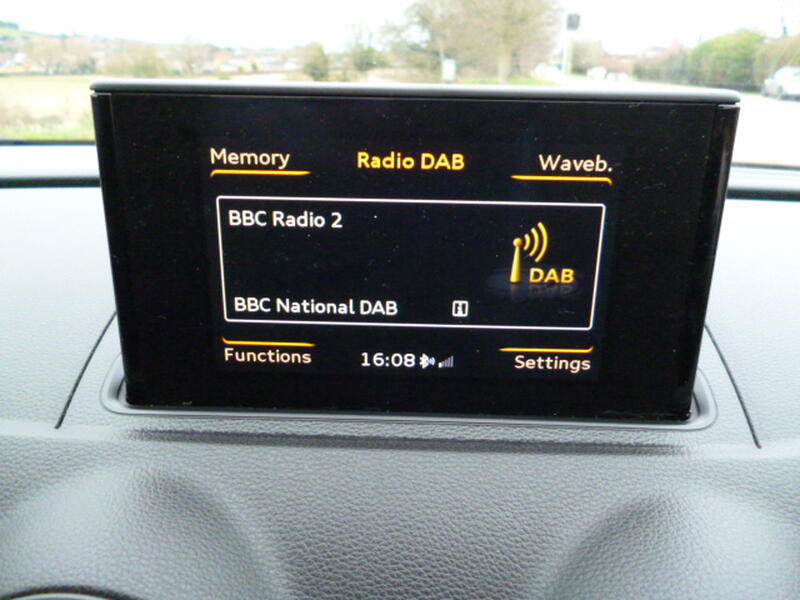 Memory Radio DAB Waveb.
BBC Radio 2
DAB
BBC National DAB
Functions 16:08 Settings